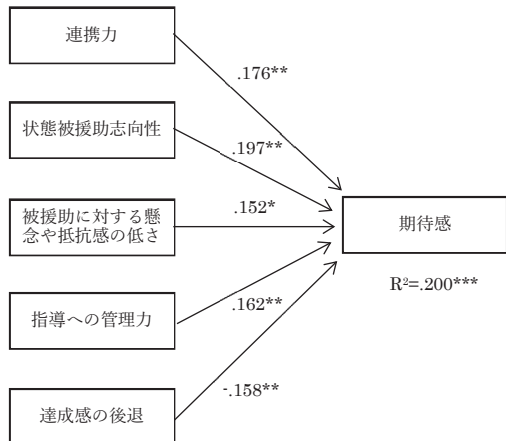 連携力
.176**
状態被援助志向性
.197**
被援助に対する懸
念や抵抗感の低さ
.152*
期待感
R²=.200***
指導への管理力
.162**
-.158**
達成感の後退